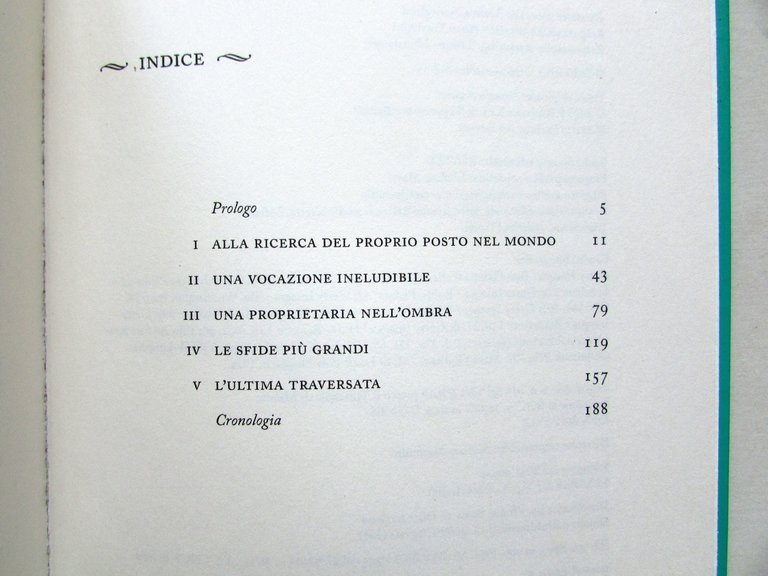 INDICE
Prologo 5
I ALLA RICERCA DEL PROPRIO POSTO NEL MONDO 11
II UNA VOCAZIONE INELUDIBILE 43
III UNA PROPRIETARIA NELL'OMBRA 79
IV LE SFIDE PIÙ GRANDI 119
V L'ULTIMA TRAVERSATA 157
Cronologia 188